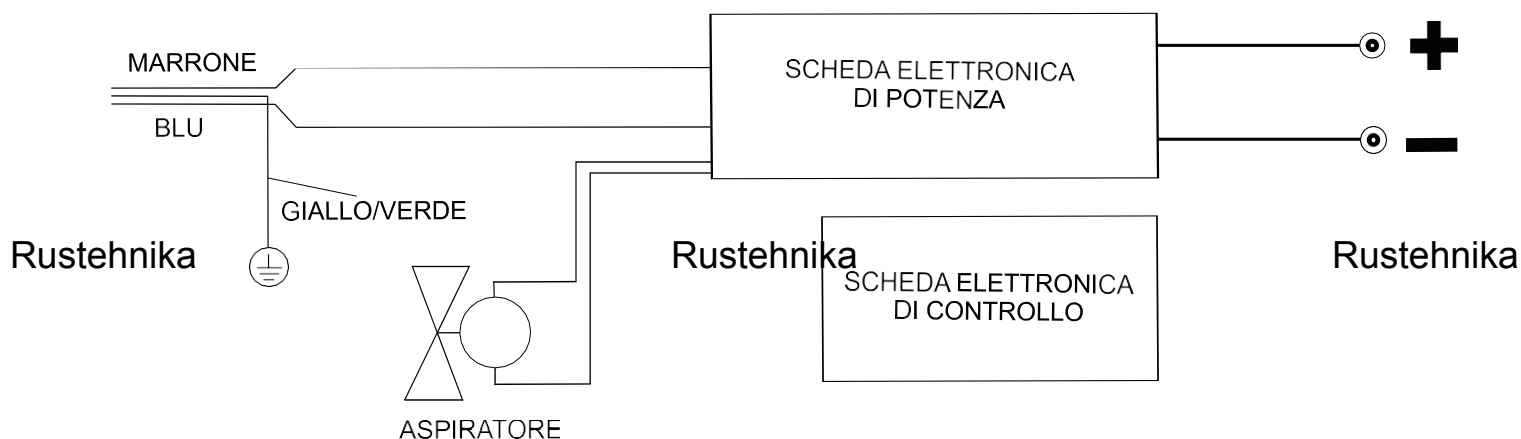 MARRONE
SCHEDA ELETTRONICA
DI POTENZA
+
BLU
−
GIALLO/VERDE
Rustehnika
Rustehnika
Rustehnika
SCHEDA ELETTRONICA
DI CONTROLLO
ASPIRATORE